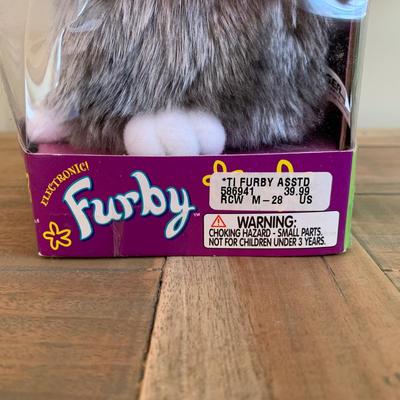 ELECTRONIC!
Furby™
*TI FURBY ASSTD
586941 39.99
RCW M-28 US
WARNING:
CHOKING HAZARD - SMALL PARTS.
NOT FOR CHILDREN UNDER 3 YEARS.